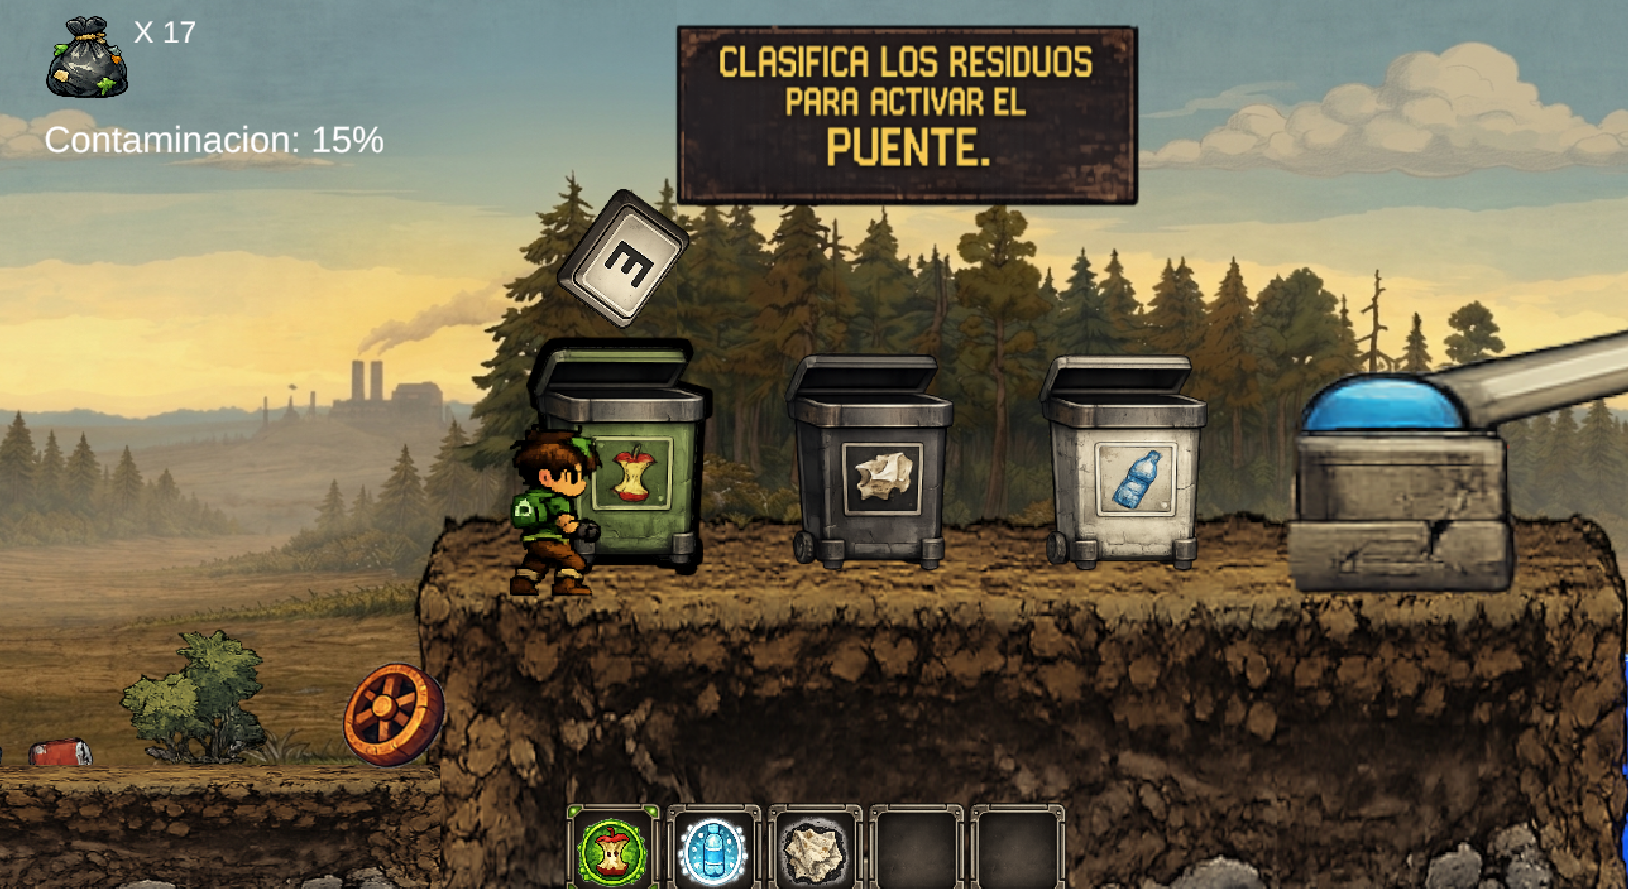 X 17
Contaminacion: 15%
CLASIFICA LOS RESIDUOS
PARA ACTIVAR EL
PUENTE.
E